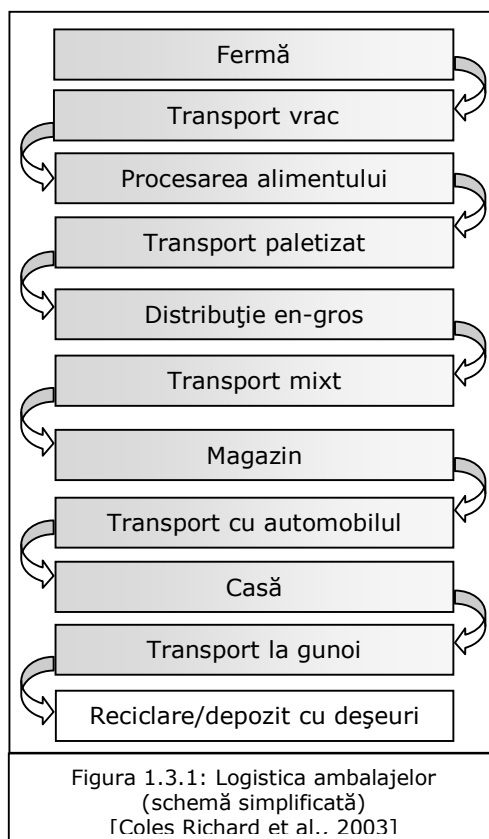 Fermă
Transport vrac
Procesarea alimentului
Transport paletizat
Distribuţie en-gros
Transport mixt
Magazin
Transport cu automobilul
Casă
Transport la gunoi
Reciclare/depozit cu deşeuri
Figura 1.3.1: Logistica ambalajelor
(schemă simplificată)
[Coles Richard et al., 2003]